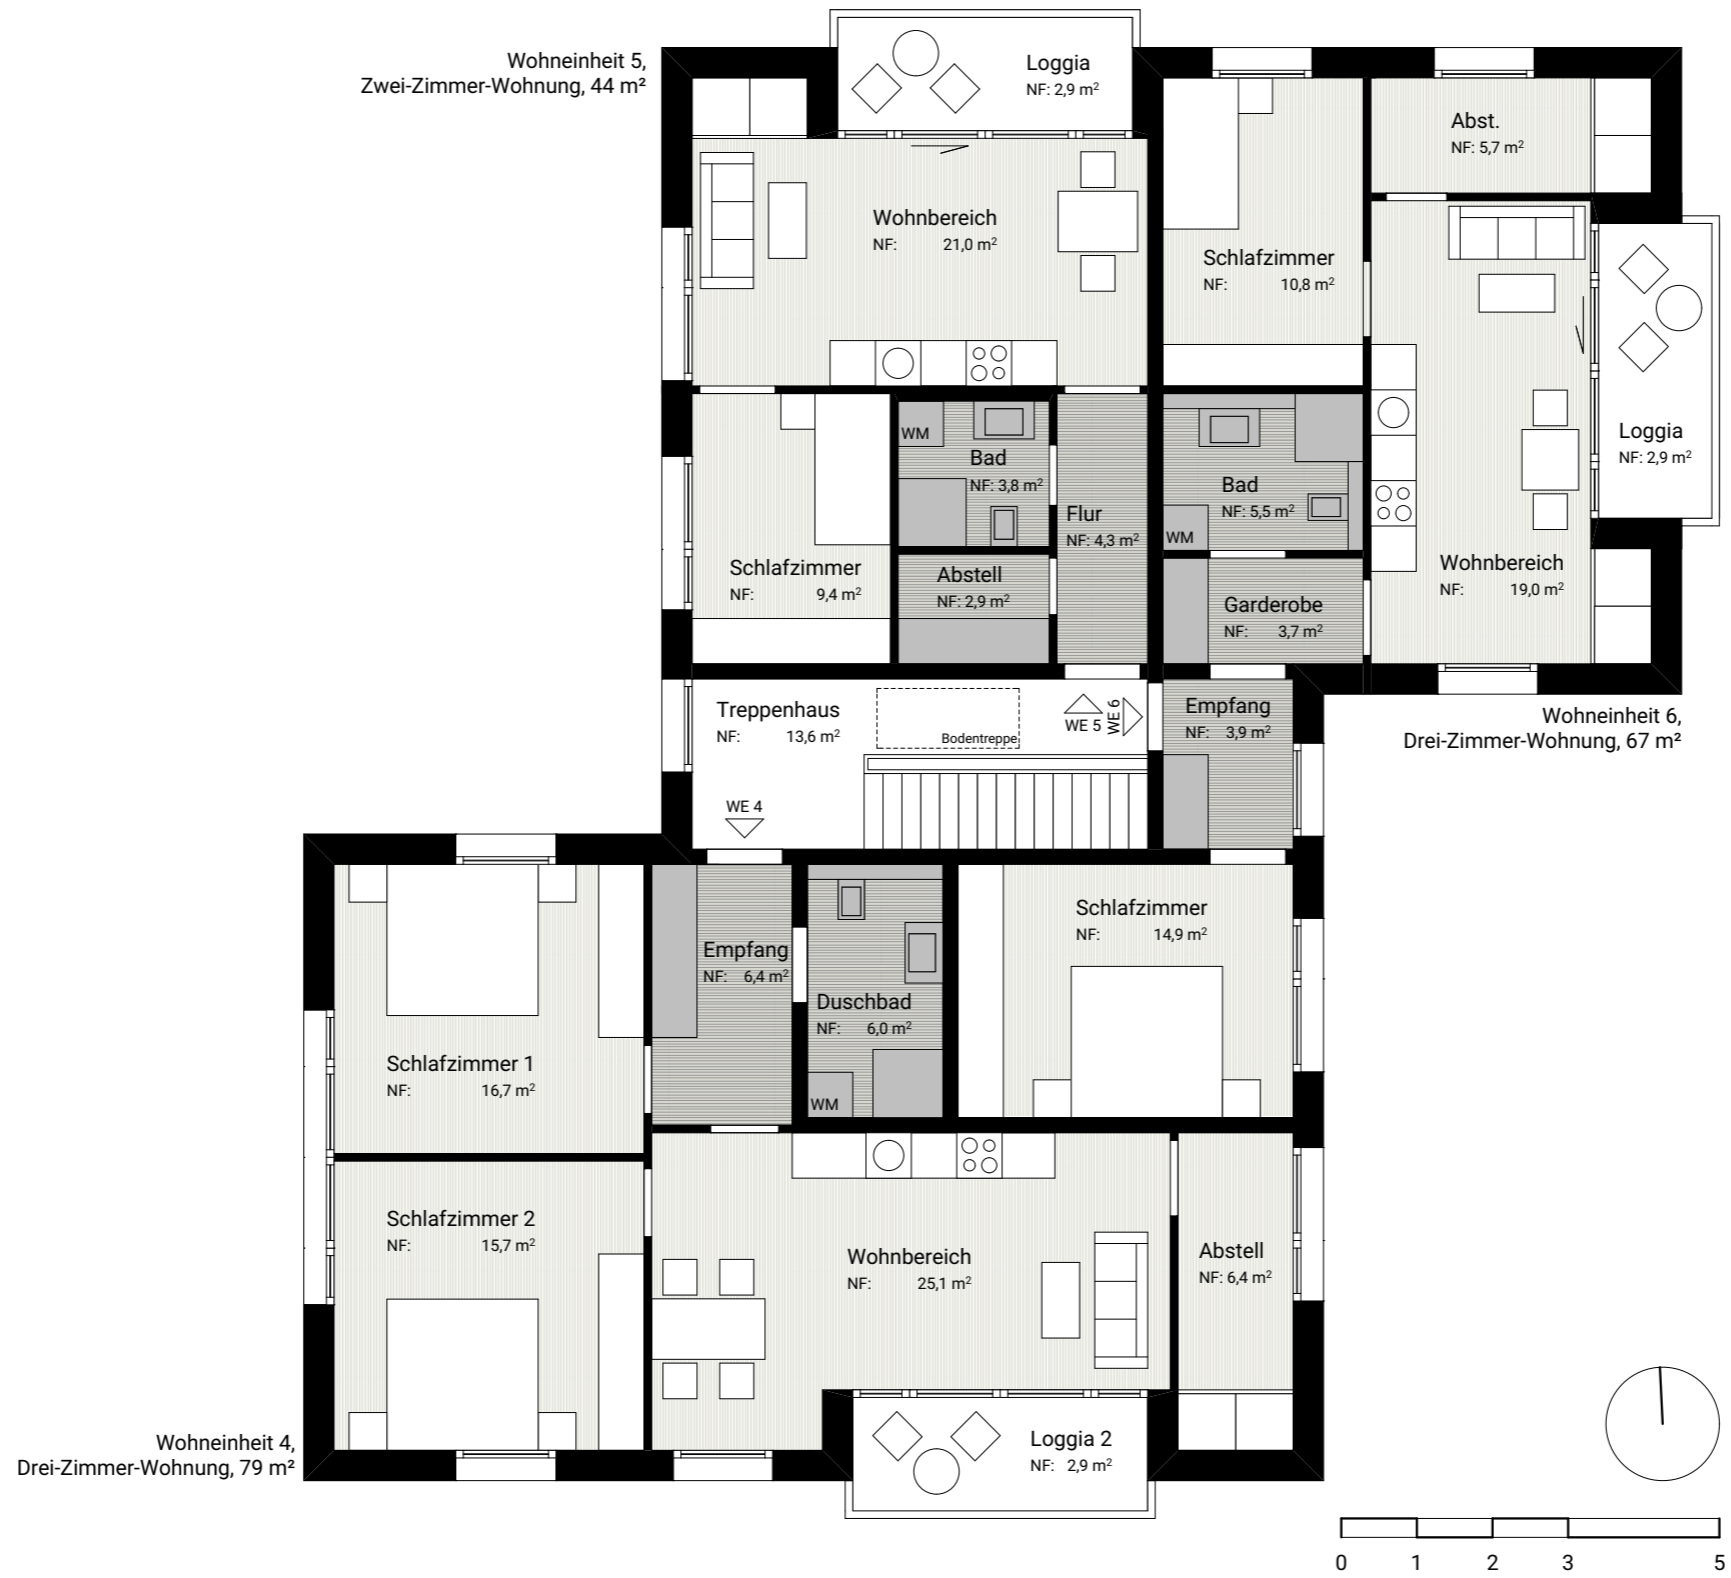 Wohneinheit 5,
Zwei-Zimmer-Wohnung, 44 m²
Loggia
NF: 2,9 m²
Abst.
NF: 5,7 m²
Wohnbereich
NF: 21,0 m²
Schlafzimmer
NF: 10,8 m²
Loggia
NF: 2,9 m²
WM
Bad
NF: 3,8 m²
Flur
NF: 4,3 m²
Bad
NF: 5,5 m²
WM
Schlafzimmer
NF: 9,4 m²
Abstell
NF: 2,9 m²
Garderobe
NF: 3,7 m²
Wohnbereich
NF: 19,0 m²
Treppenhaus
NF: 13,6 m²
Bodentreppe
WE 5
WE 6
Empfang
NF: 3,9 m²
Wohneinheit 6,
Drei-Zimmer-Wohnung, 67 m²
WE 4
Schlafzimmer
NF: 14,9 m²
Empfang
NF: 6,4 m²
Duschbad
NF: 6,0 m²
WM
Schlafzimmer 1
NF: 16,7 m²
Schlafzimmer 2
NF: 15,7 m²
Wohnbereich
NF: 25,1 m²
Abstell
NF: 6,4 m²
Loggia 2
NF: 2,9 m²
Wohneinheit 4,
Drei-Zimmer-Wohnung, 79 m²
0 1 2 3 5